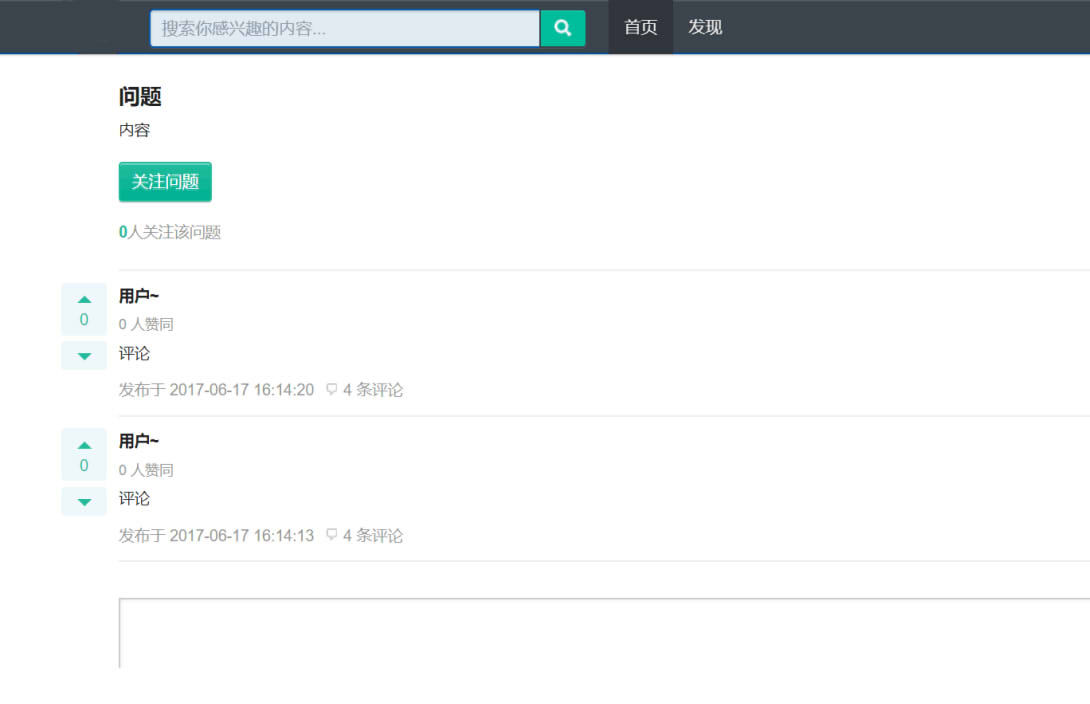 搜索你感兴趣的内容... 首页 发现
问题
内容
关注问题
0人关注该问题
用户~
0
0 人赞同
评论
发布于 2017-06-17 16:14:20 4 条评论
用户~
0
0 人赞同
评论
发布于 2017-06-17 16:14:13 4 条评论